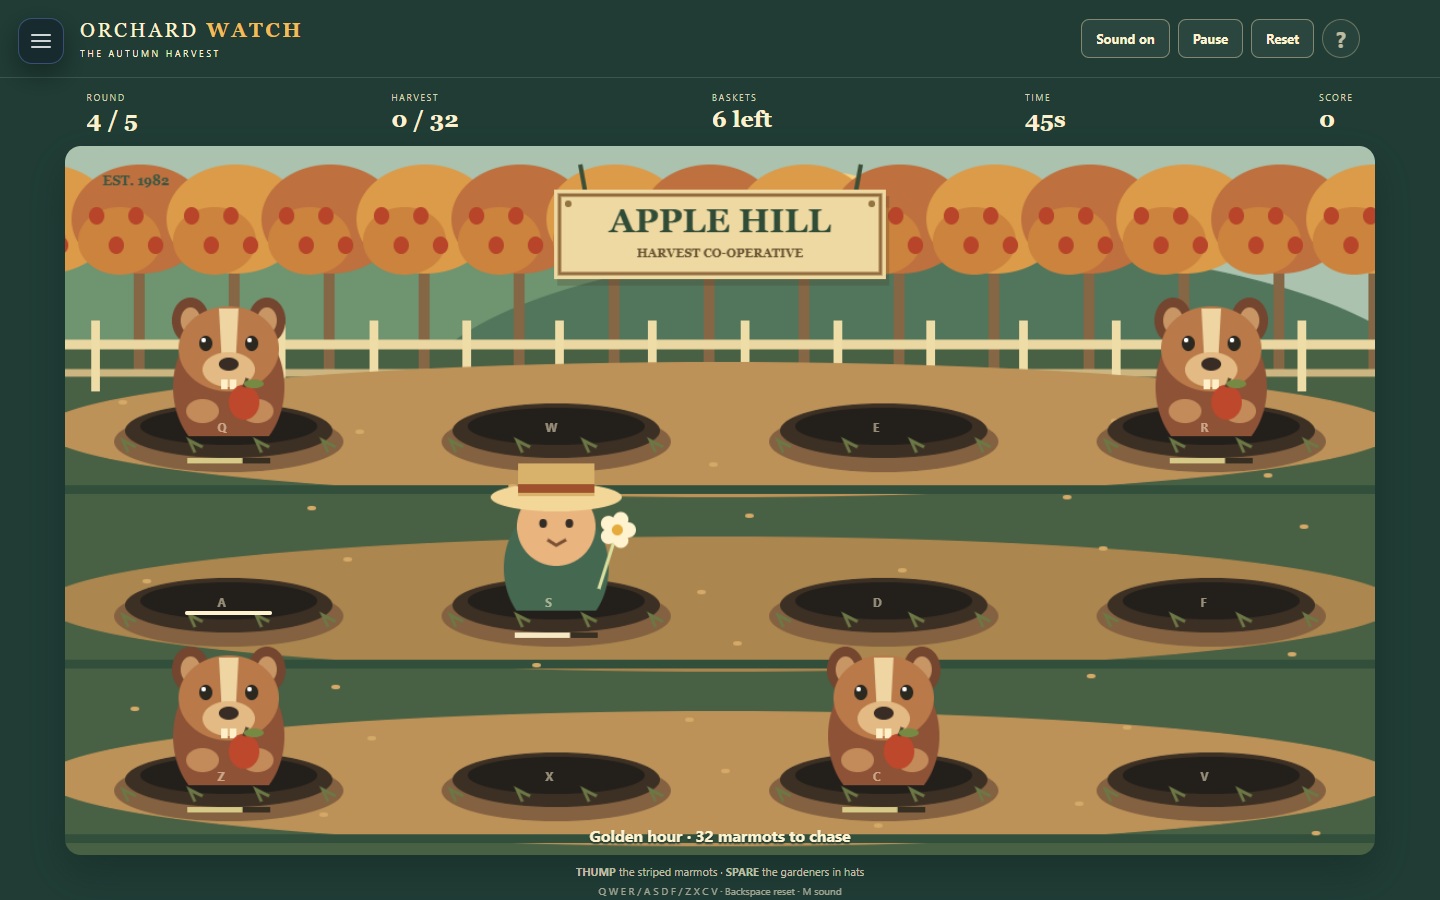 ORCHARD WATCH
THE AUTUMN HARVEST
Sound on
Pause
Reset
?
ROUND
4 / 5
HARVEST
0 / 32
BASKETS
6 left
TIME
45s
SCORE
0
EST. 1982
APPLE HILL
HARVEST CO-OPERATIVE
Q W E R
A S D F
Z X C V
Golden hour · 32 marmots to chase
THUMP the striped marmots · SPARE the gardeners in hats
QWER/ASDF/ZXCV · Backspace reset · M sound